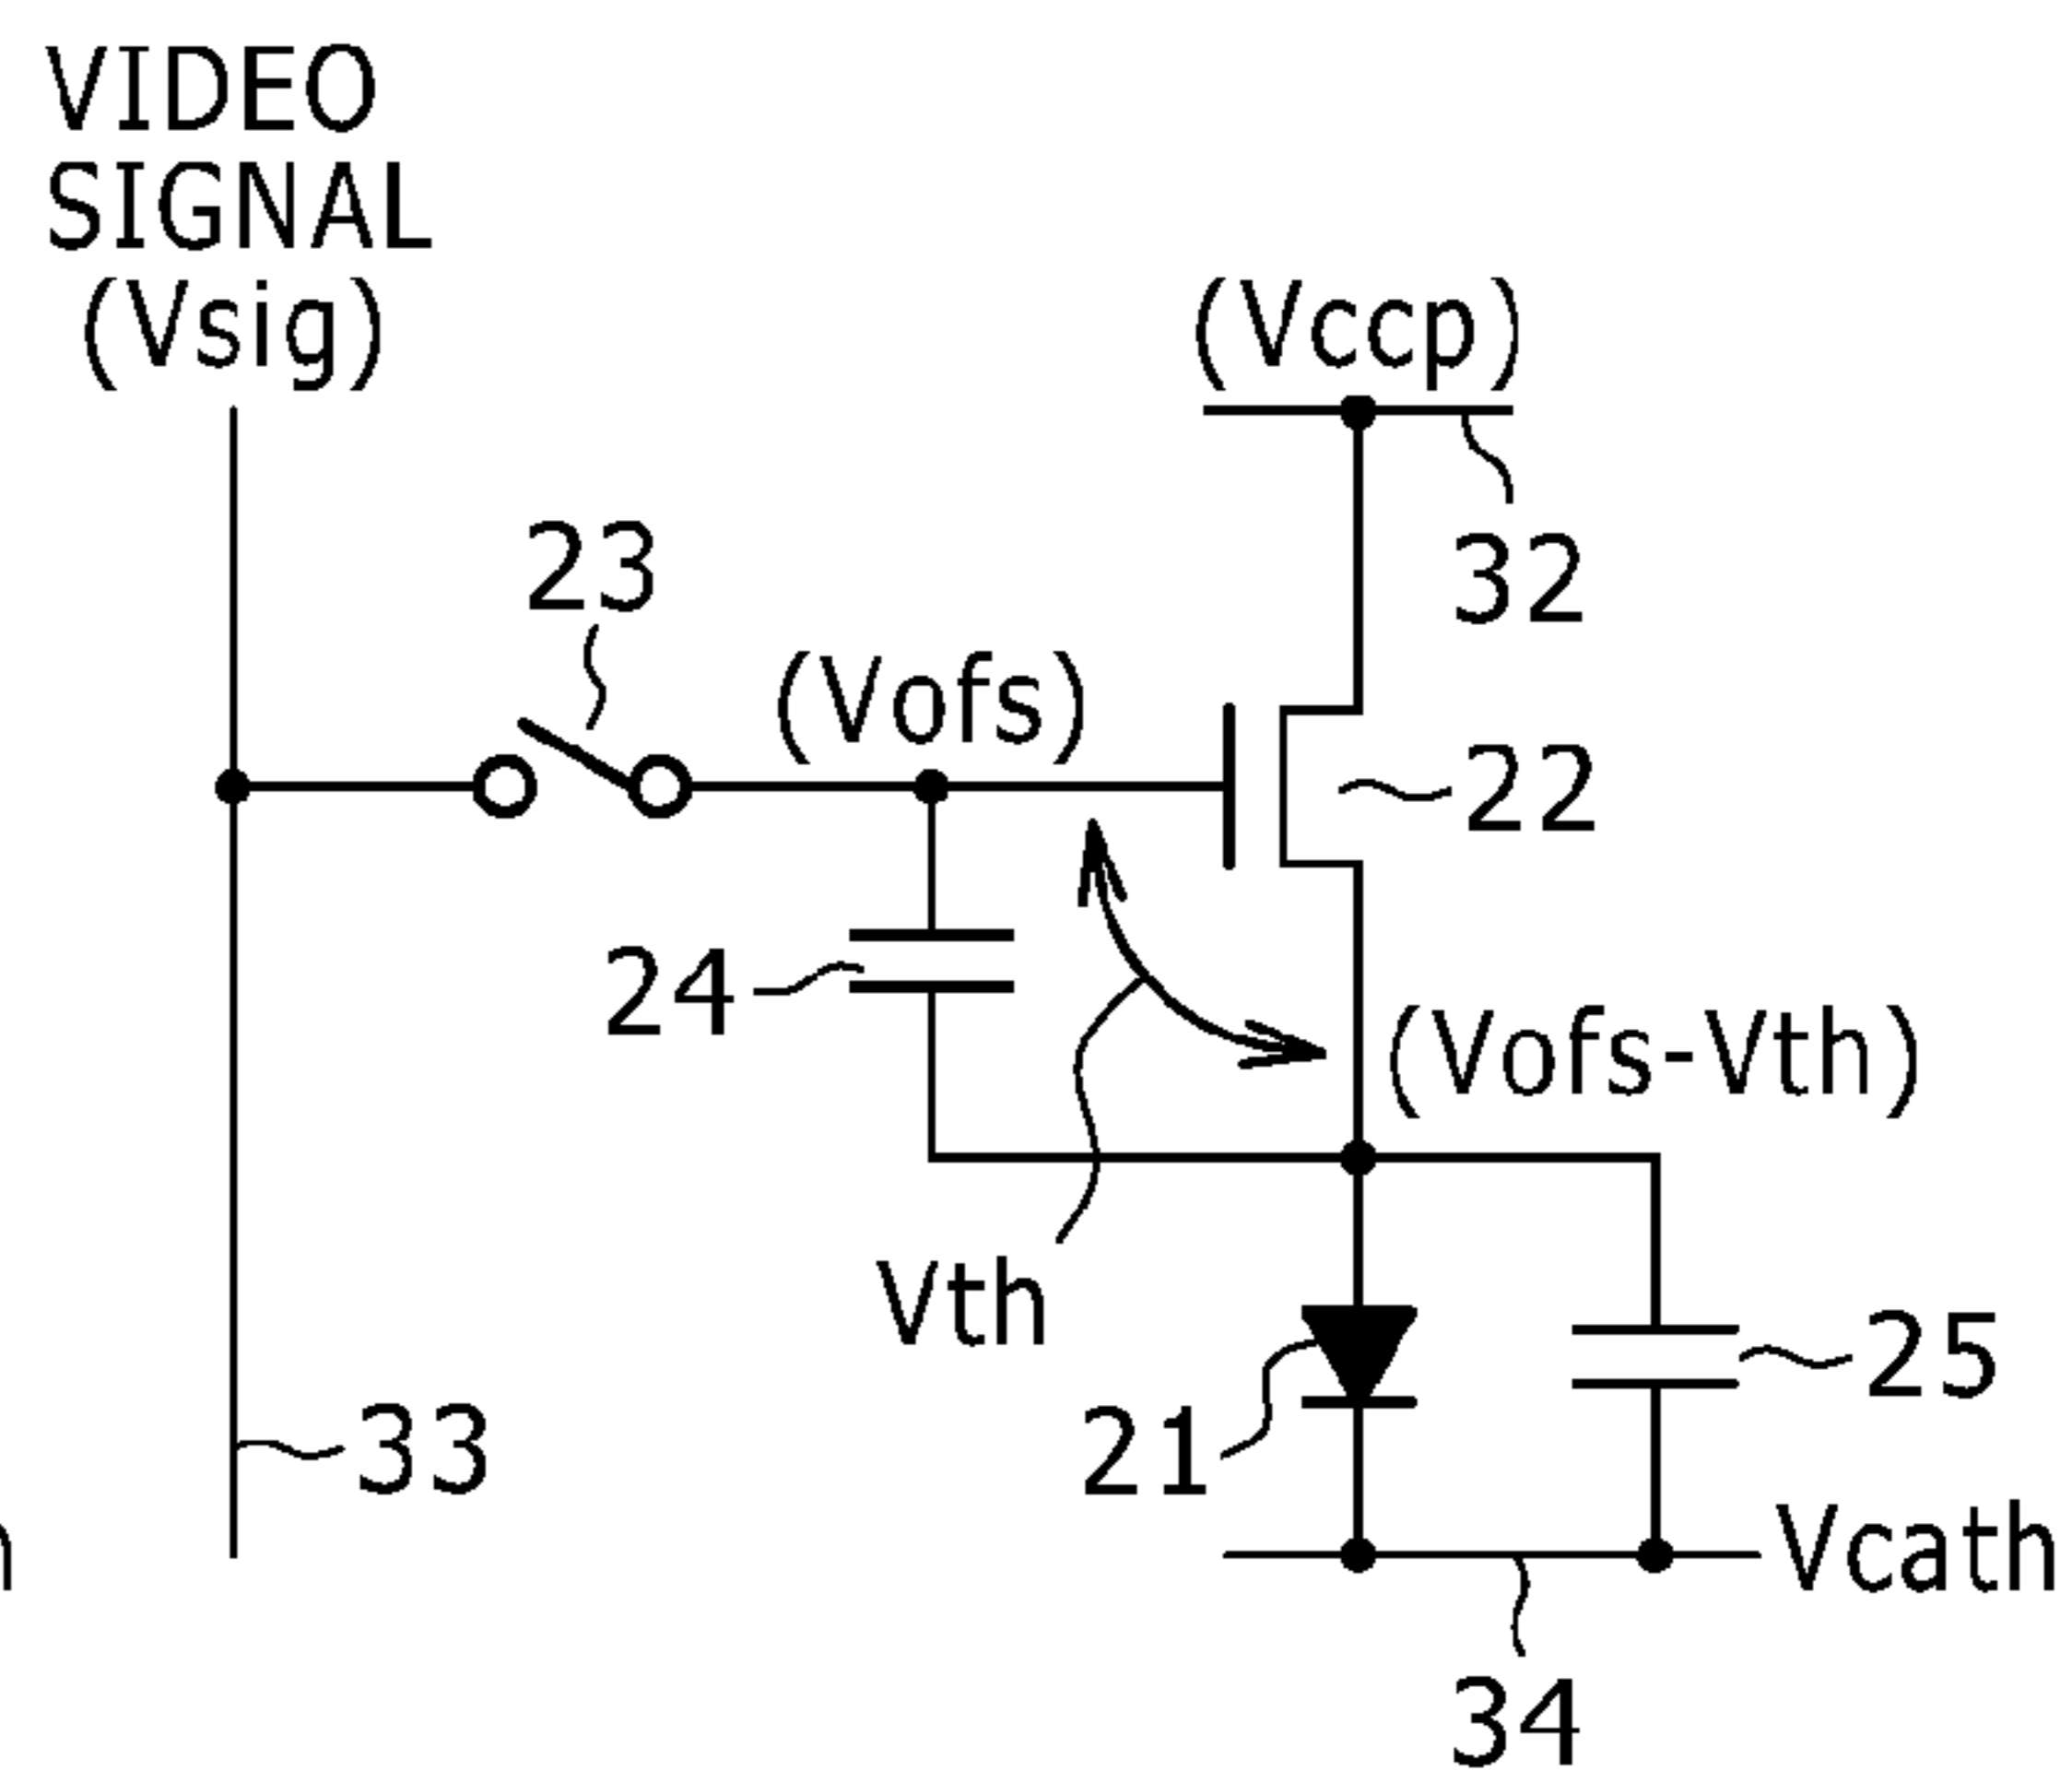 VIDEO
SIGNAL
(Vsig)
(Vccp)
32
23
(Vofs)
22
24
(Vofs-Vth)
Vth
25
21
33
Vcath
34